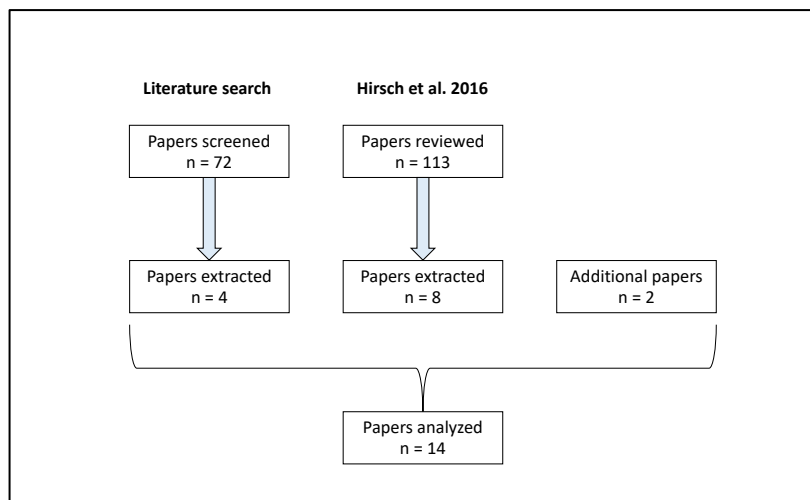 Literature search
Hirsch et al. 2016
Papers screened
n = 72
Papers reviewed
n = 113
Papers extracted
n = 4
Papers extracted
n = 8
Additional papers
n = 2
Papers analyzed
n = 14